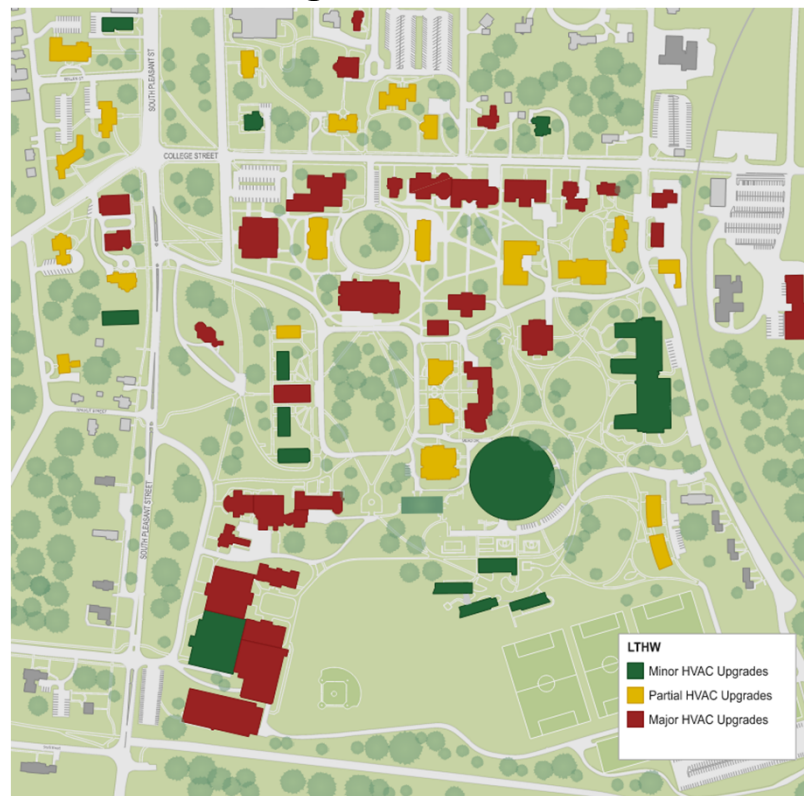 SOUTH PLEASANT ST
COLLEGE STREET
SOUTH PLEASANT STREET
LTHW
Minor HVAC Upgrades
Partial HVAC Upgrades
Major HVAC Upgrades